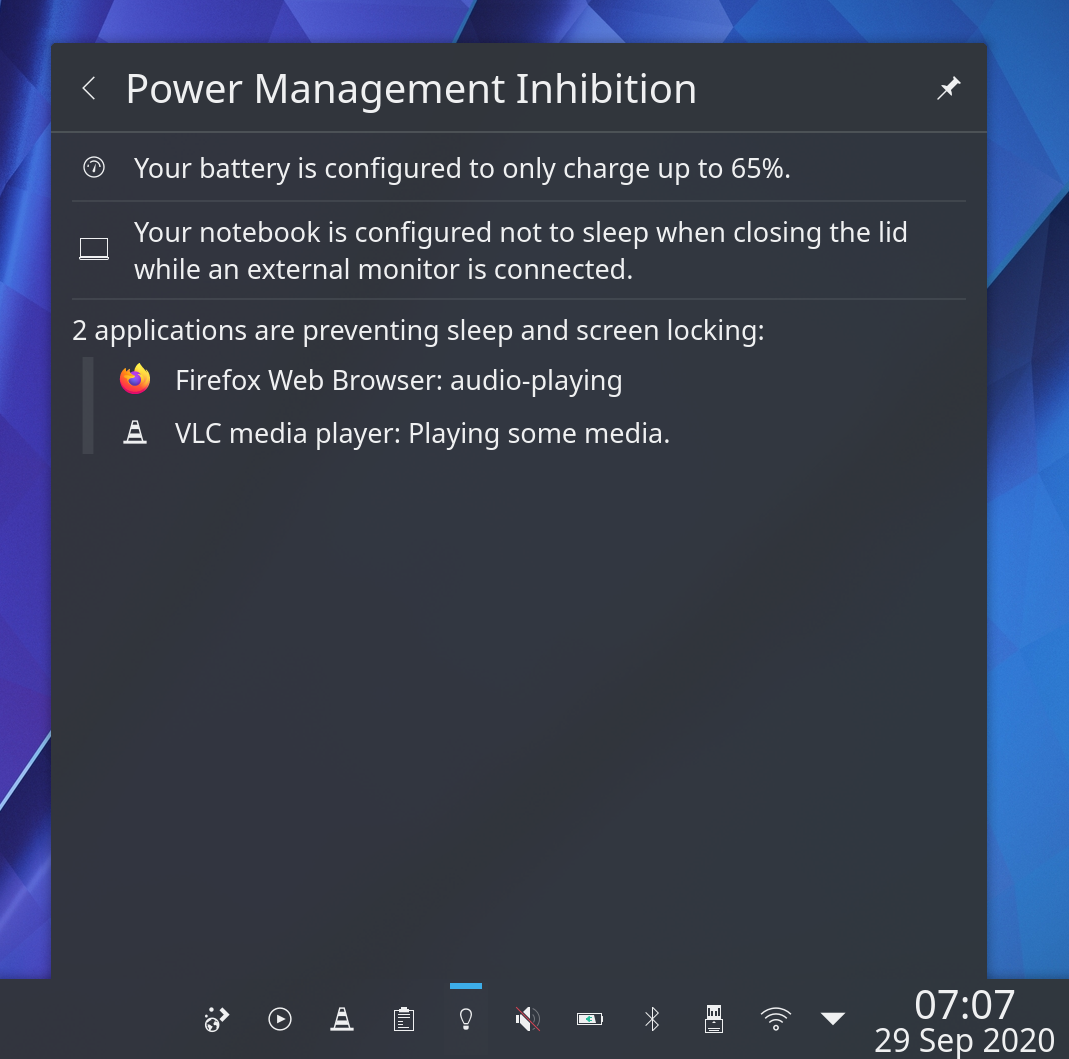 Power Management Inhibition
Your battery is configured to only charge up to 65%.
Your notebook is configured not to sleep when closing the lid
while an external monitor is connected.
2 applications are preventing sleep and screen locking:
Firefox Web Browser: audio-playing
VLC media player: Playing some media.
07:07
29 Sep 2020